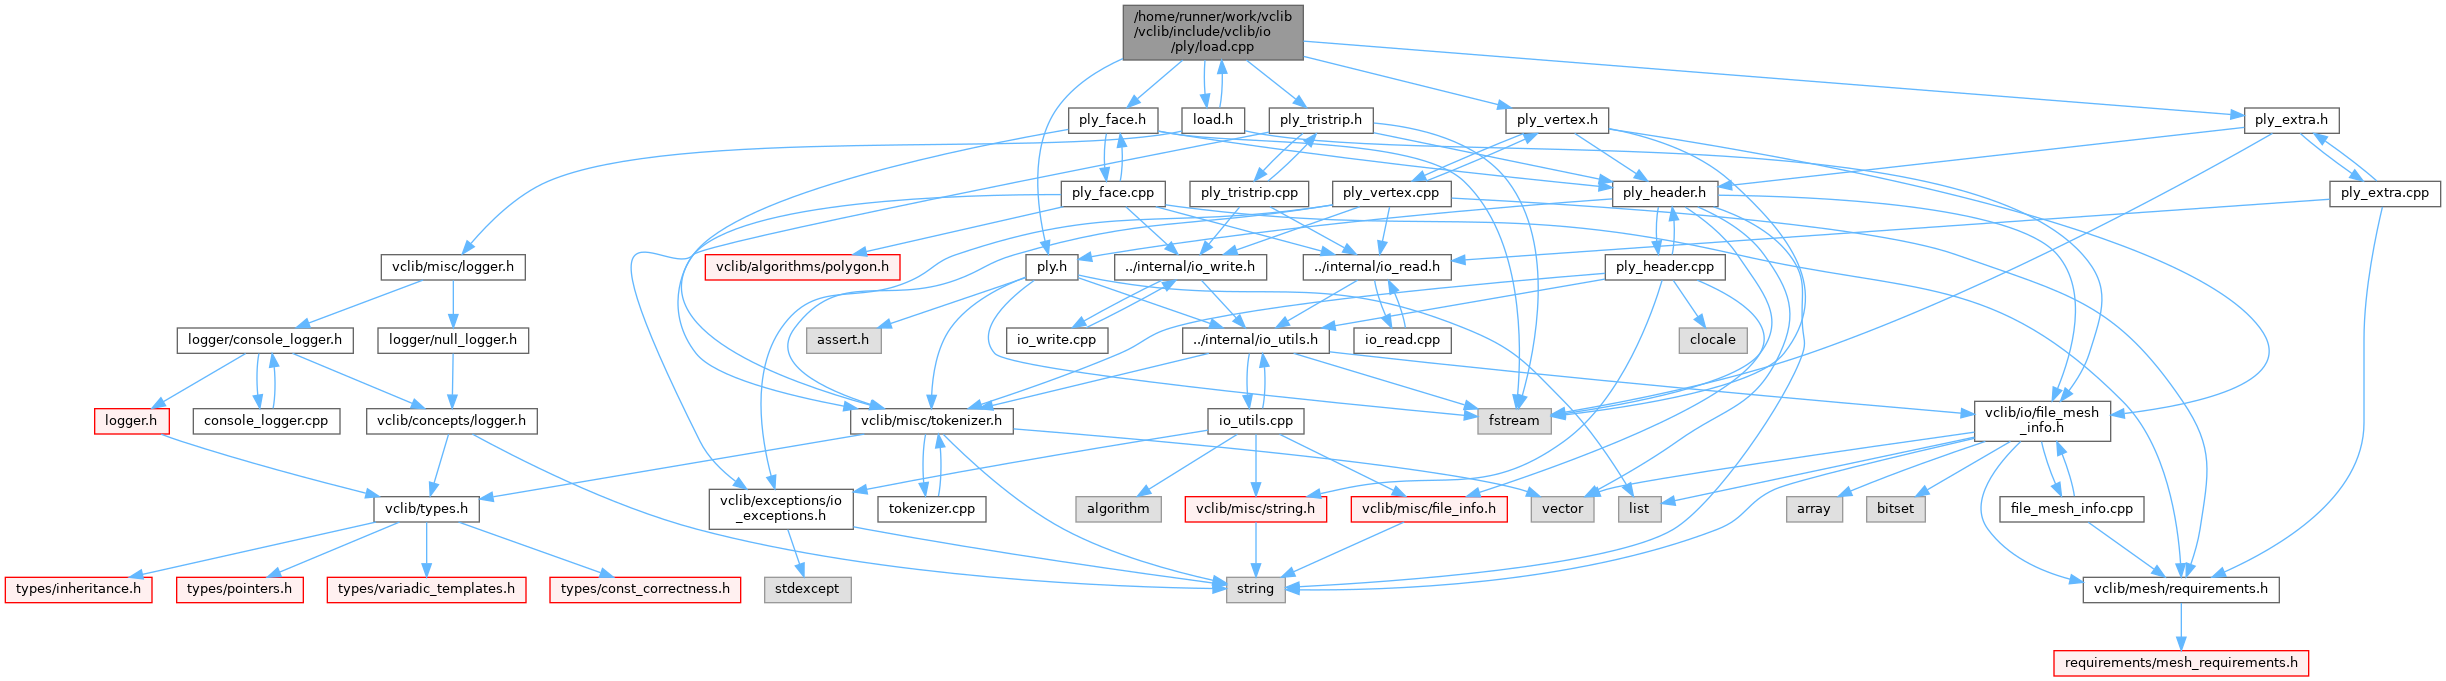 /home/runner/work/vclib
/vclib/include/vclib/io
/ply/load.cpp
ply_face.h
load.h
ply_tristrip.h
ply_vertex.h
ply_extra.h
ply_face.cpp
ply_tristrip.cpp
ply_vertex.cpp
ply_header.h
ply_extra.cpp
vclib/misc/logger.h
vclib/algorithms/polygon.h
ply.h
../internal/io_write.h
../internal/io_read.h
ply_header.cpp
logger/console_logger.h
logger/null_logger.h
assert.h
io_write.cpp
../internal/io_utils.h
io_read.cpp
clocale
logger.h
console_logger.cpp
vclib/concepts/logger.h
vclib/misc/tokenizer.h
io_utils.cpp
fstream
vclib/io/file_mesh
_info.h
vclib/types.h
vclib/exceptions/io
_exceptions.h
tokenizer.cpp
algorithm
vclib/misc/string.h
vclib/misc/file_info.h
vector
list
array
bitset
file_mesh_info.cpp
types/inheritance.h
types/pointers.h
types/variadic_templates.h
types/const_correctness.h
stdexcept
string
vclib/mesh/requirements.h
requirements/mesh_requirements.h